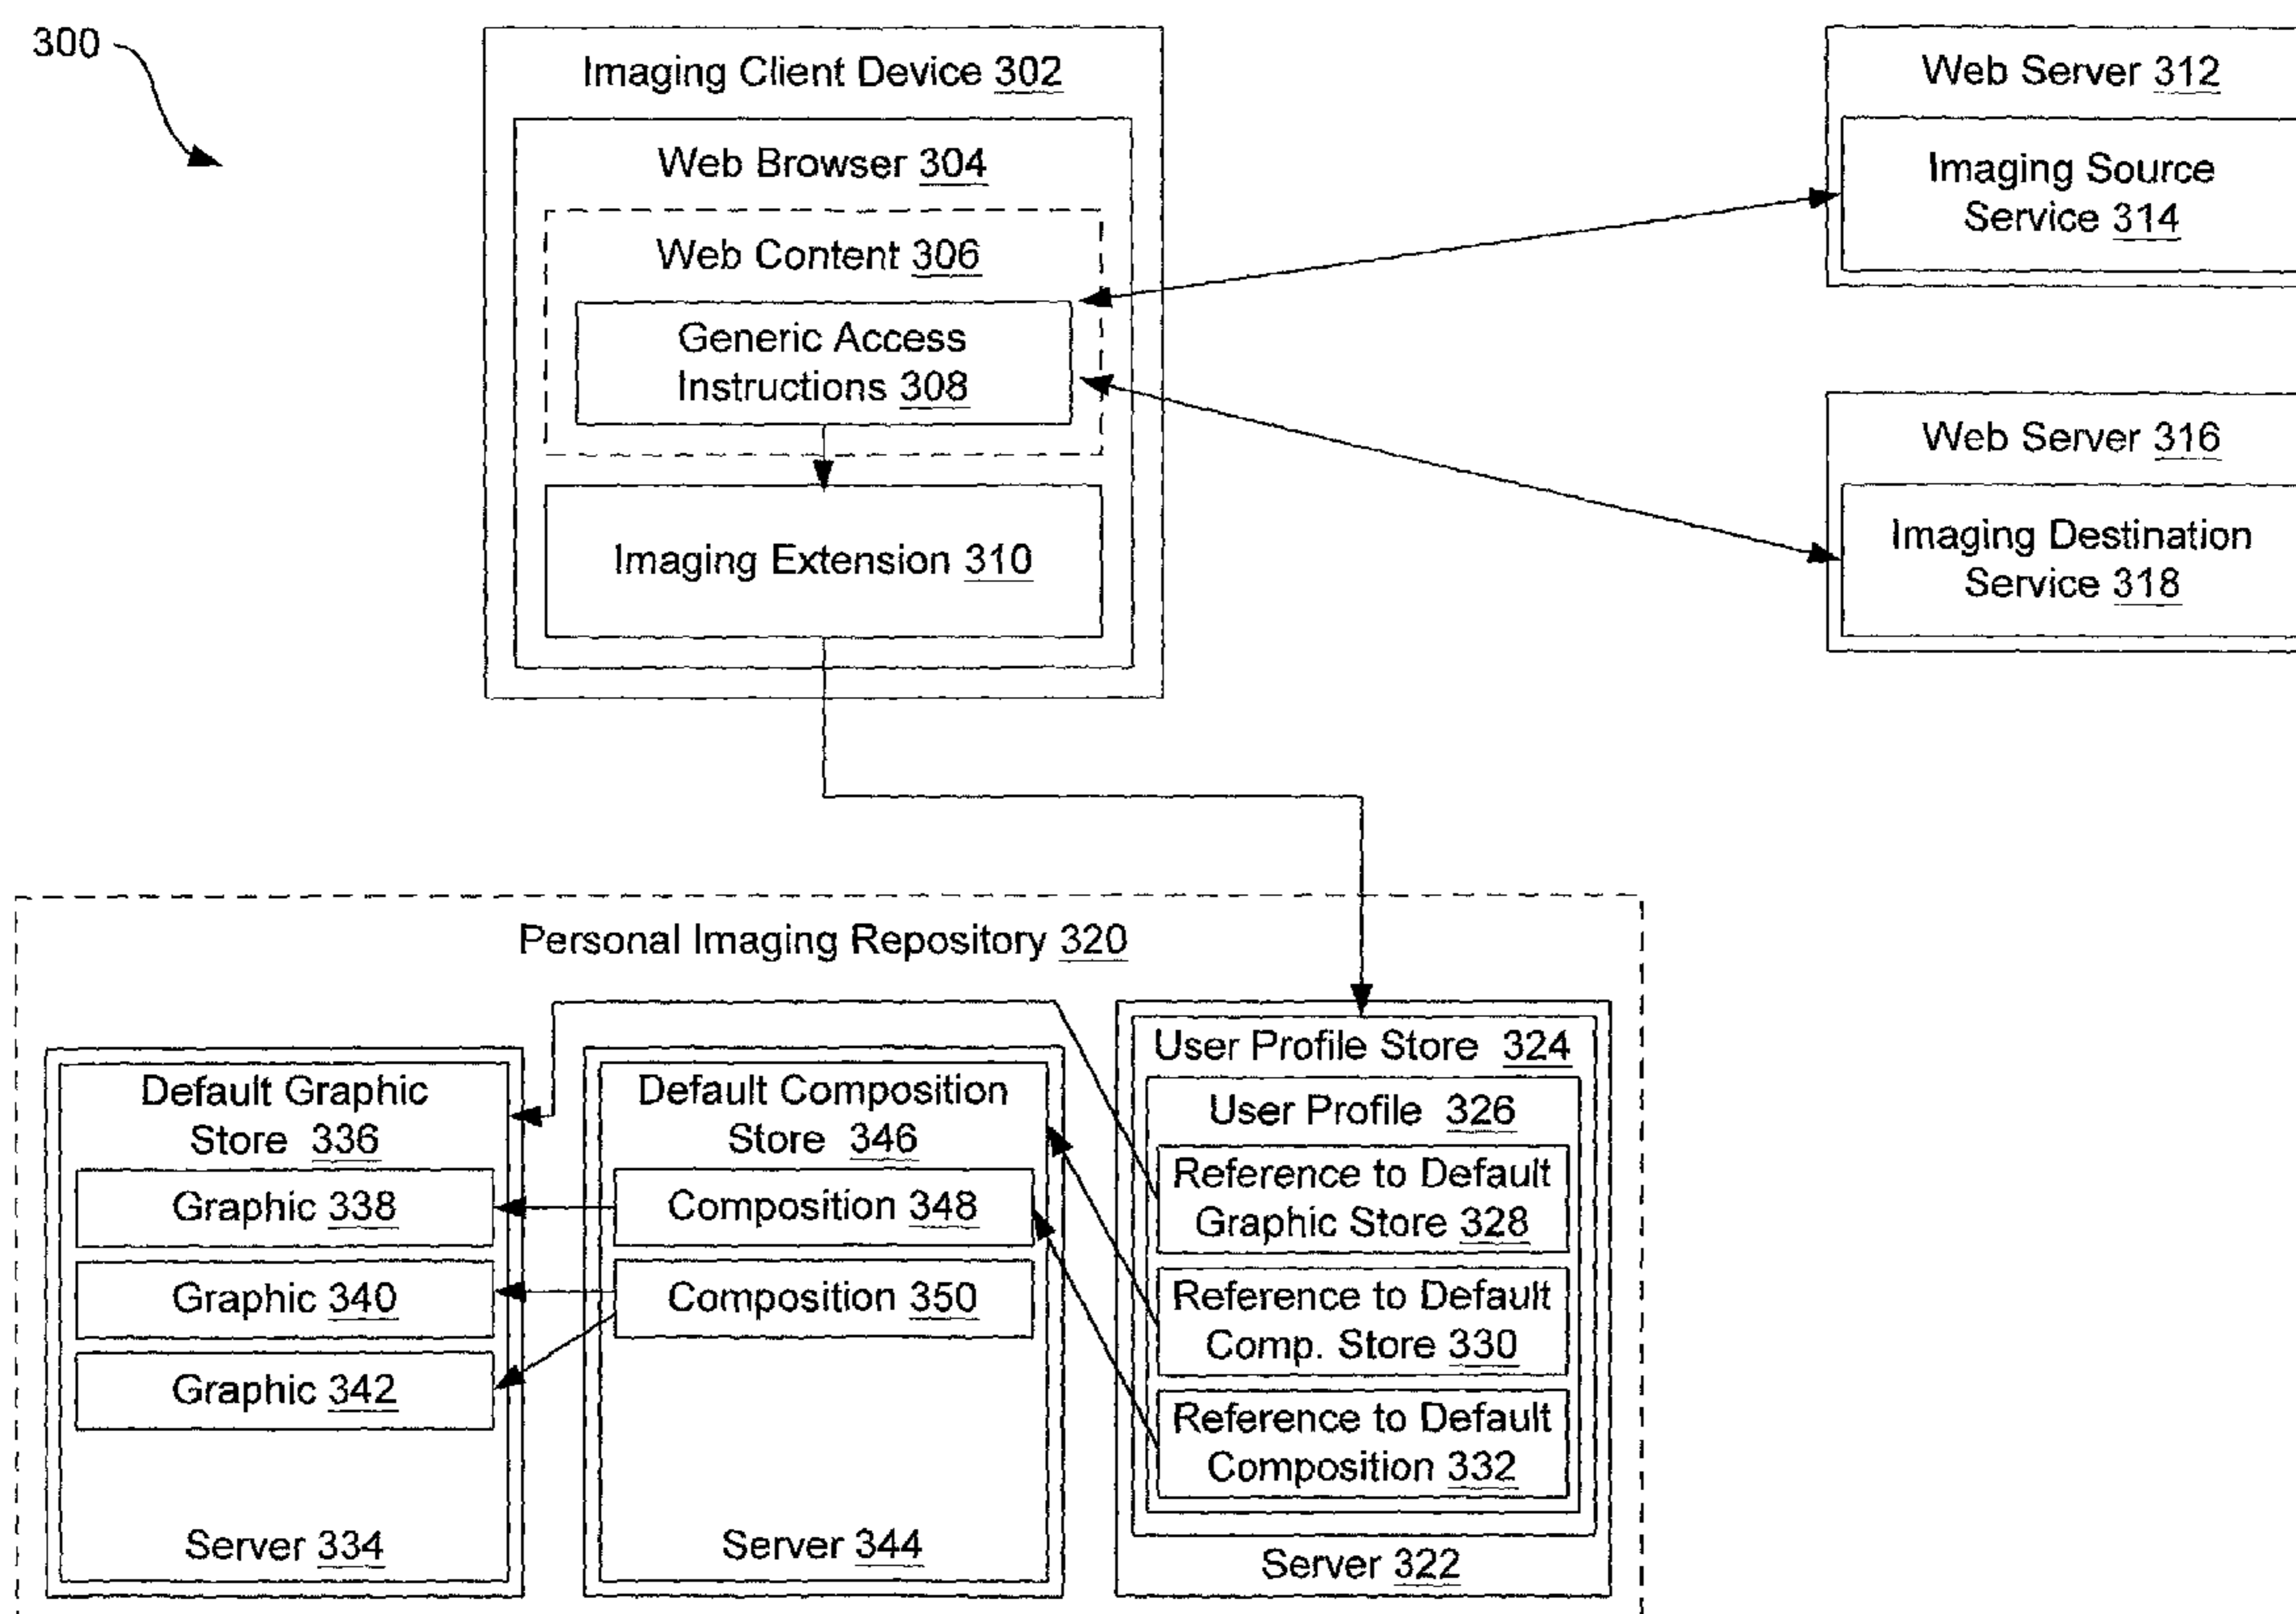 300
Imaging Client Device 302
Web Browser 304
Web Content 306
Generic Access
Instructions 308
Imaging Extension 310
Web Server 312
Imaging Source
Service 314
Web Server 316
Imaging Destination
Service 318
Personal Imaging Repository 320
Default Graphic
Store 336
Graphic 338
Graphic 340
Graphic 342
Server 334
Default Composition
Store 346
Composition 348
Composition 350
Server 344
User Profile Store 324
User Profile 326
Reference to Default
Graphic Store 328
Reference to Default
Comp. Store 330
Reference to Default
Composition 332
Server 322